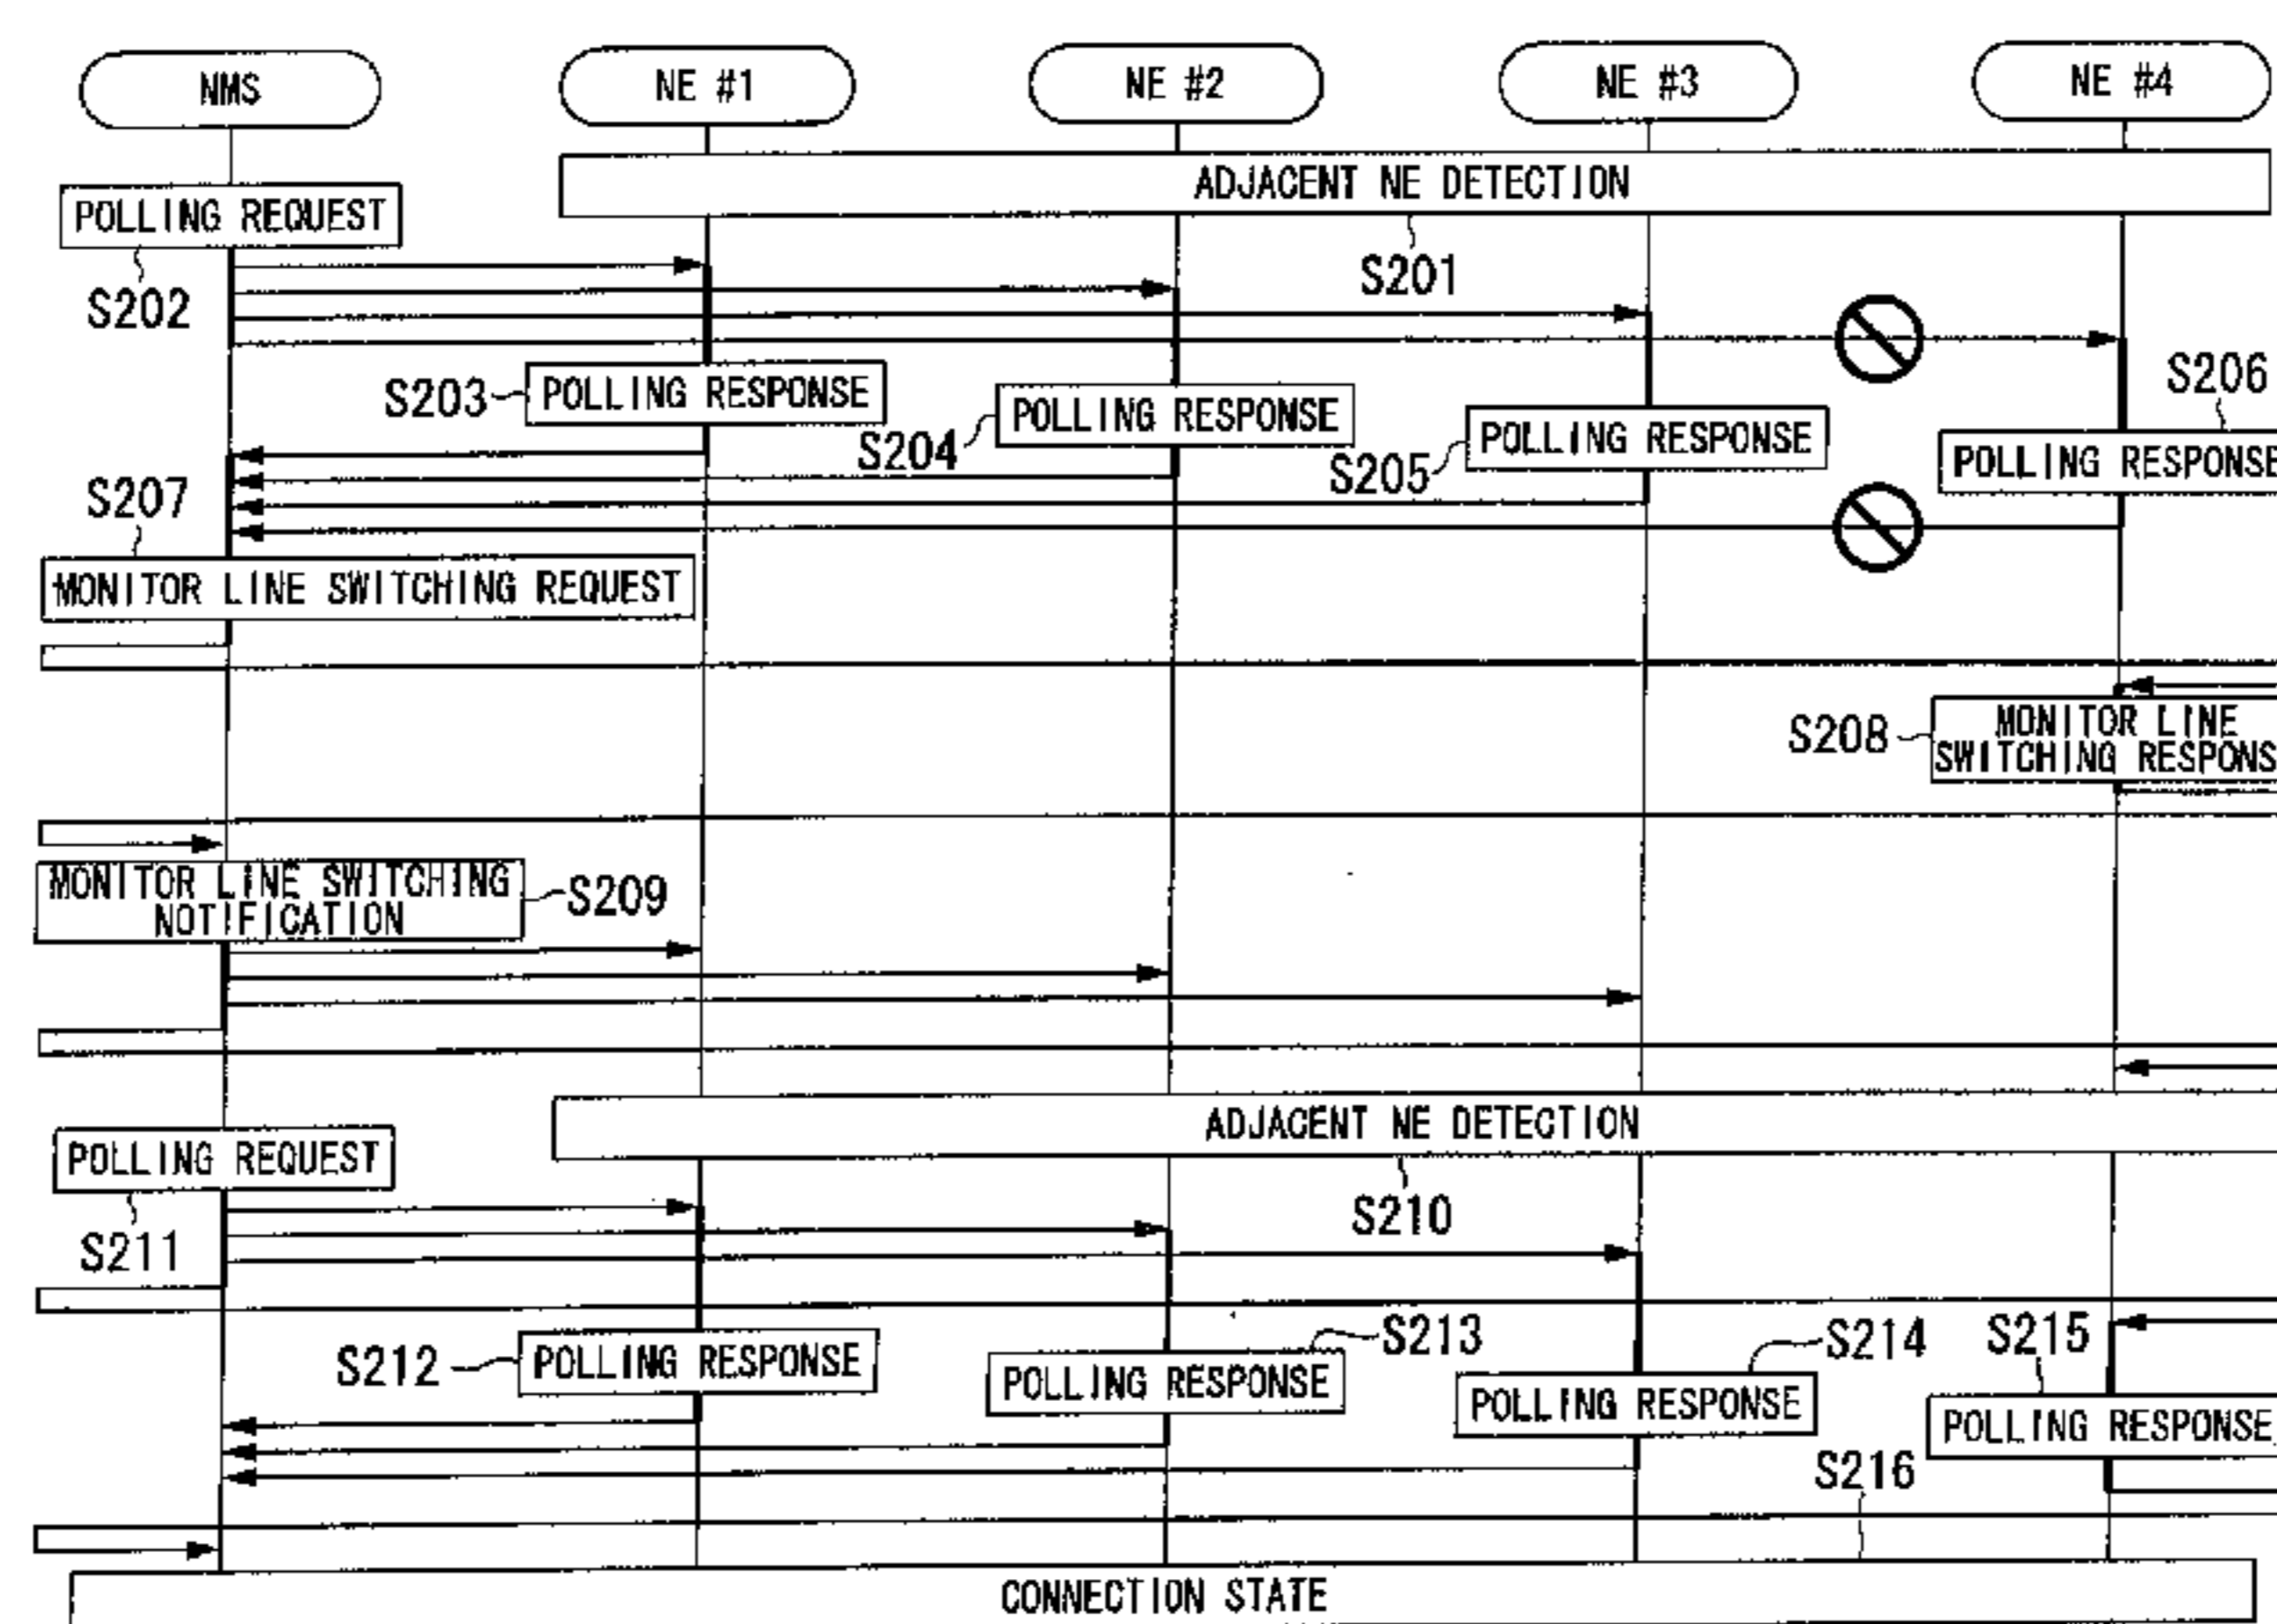 NMS
NE #1
NE #2
NE #3
NE #4
ADJACENT NE DETECTION
POLLING REQUEST
S201
S202
S206
S203
POLLING RESPONSE
S204
POLLING RESPONSE
S205
POLLING RESPONSE
POLLING RESPONSE
S207
MONITOR LINE SWITCHING REQUEST
S208
MONITOR LINE
SWITCHING RESPONS
MONITOR LINE SWITCHING
NOTIFICATION
S209
ADJACENT NE DETECTION
POLLING REQUEST
S210
S211
S212
POLLING RESPONSE
S213
POLLING RESPONSE
S214
POLLING RESPONSE
S215
POLLING RESPONSE
S216
CONNECTION STATE